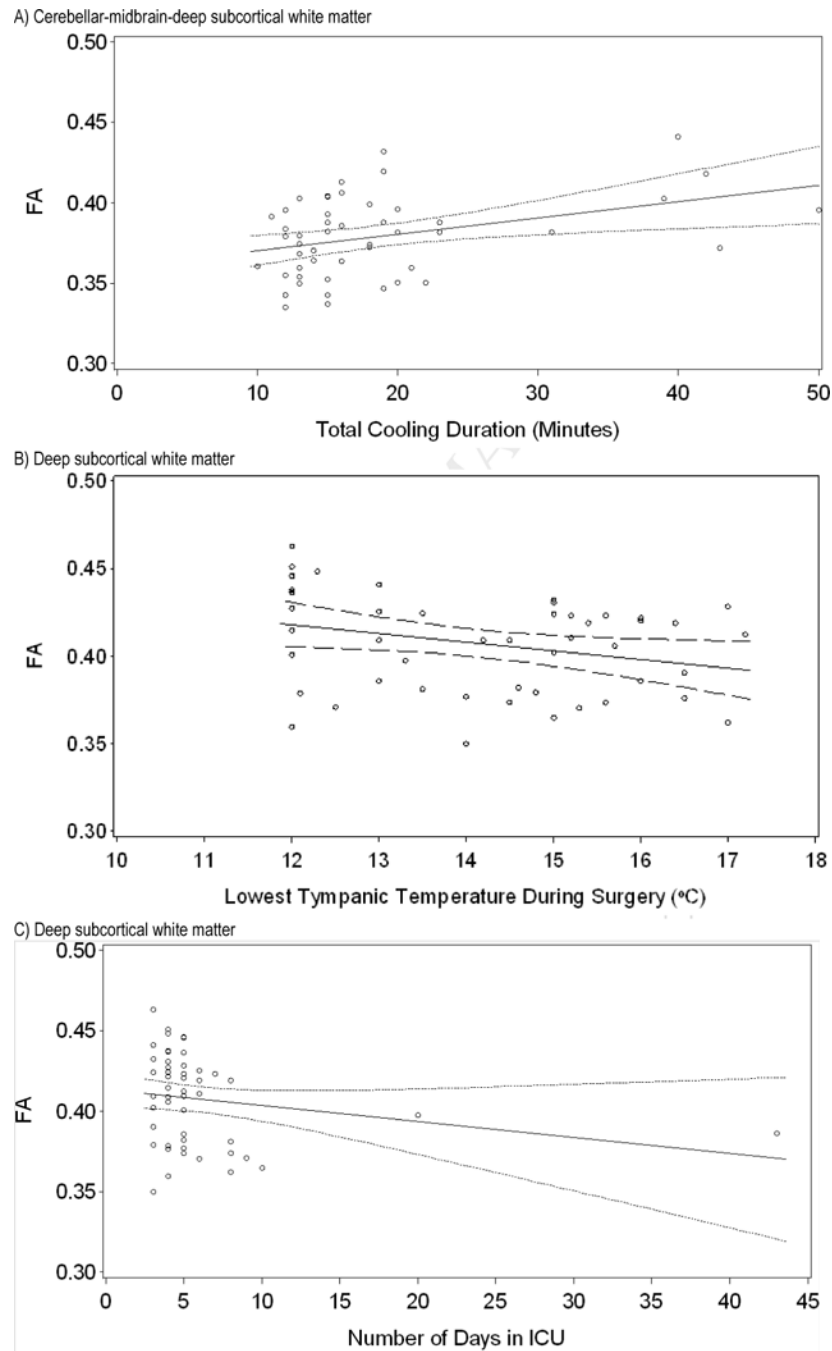 A) Cerebellar-midbrain-deep subcortical white matter
0.50
0.45
0.40
0.35
0.30
FA
0 10 20 30 40 50
Total Cooling Duration (Minutes)
B) Deep subcortical white matter
0.50
0.45
0.40
0.35
0.30
FA
10 11 12 13 14 15 16 17 18
Lowest Tympanic Temperature During Surgery (°C)
C) Deep subcortical white matter
0.50
0.45
0.40
0.35
0.30
FA
0 5 10 15 20 25 30 35 40 45
Number of Days in ICU